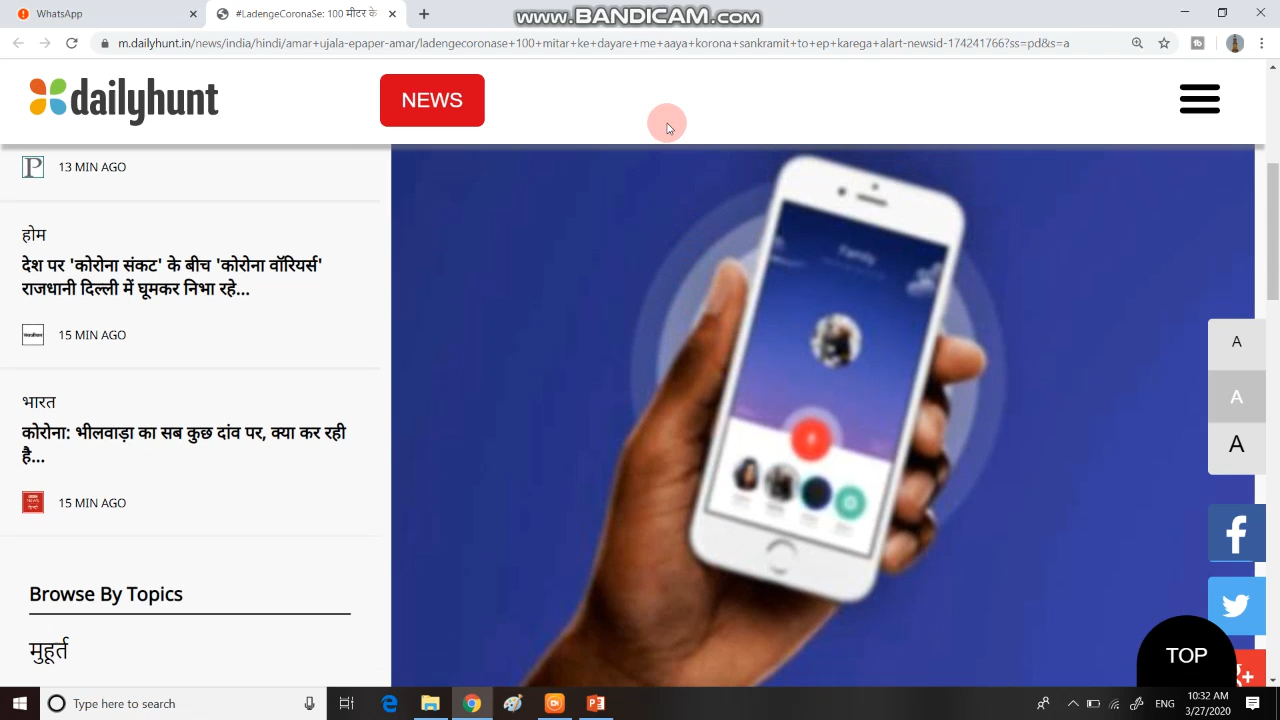 www.BANDICAM.com
WhatsApp
#LadengeCoronaSe: 100 मीटर के
m.dailyhunt.in/news/india/hindi/amar+ujala-epaper-amar/ladengecoronase+100+mitar+ke+dayare+me+aaya+korona+sankramit+to+ep+karega+alart-newsid-174241766?ss=pd&s=a
dailyhunt
NEWS
P
13 MIN AGO
होम
देश पर 'कोरोना संकट' के बीच 'कोरोना वॉरियर्स'
राजधानी दिल्ली में घूमकर निभा रहे...
15 MIN AGO
भारत
कोरोना: भीलवाड़ा का सब कुछ दांव पर, क्या कर रही
है...
15 MIN AGO
Browse By Topics
मुहूर्त
Family
A
A
A
TOP
Type here to search
ENG
10:32 AM
3/27/2020